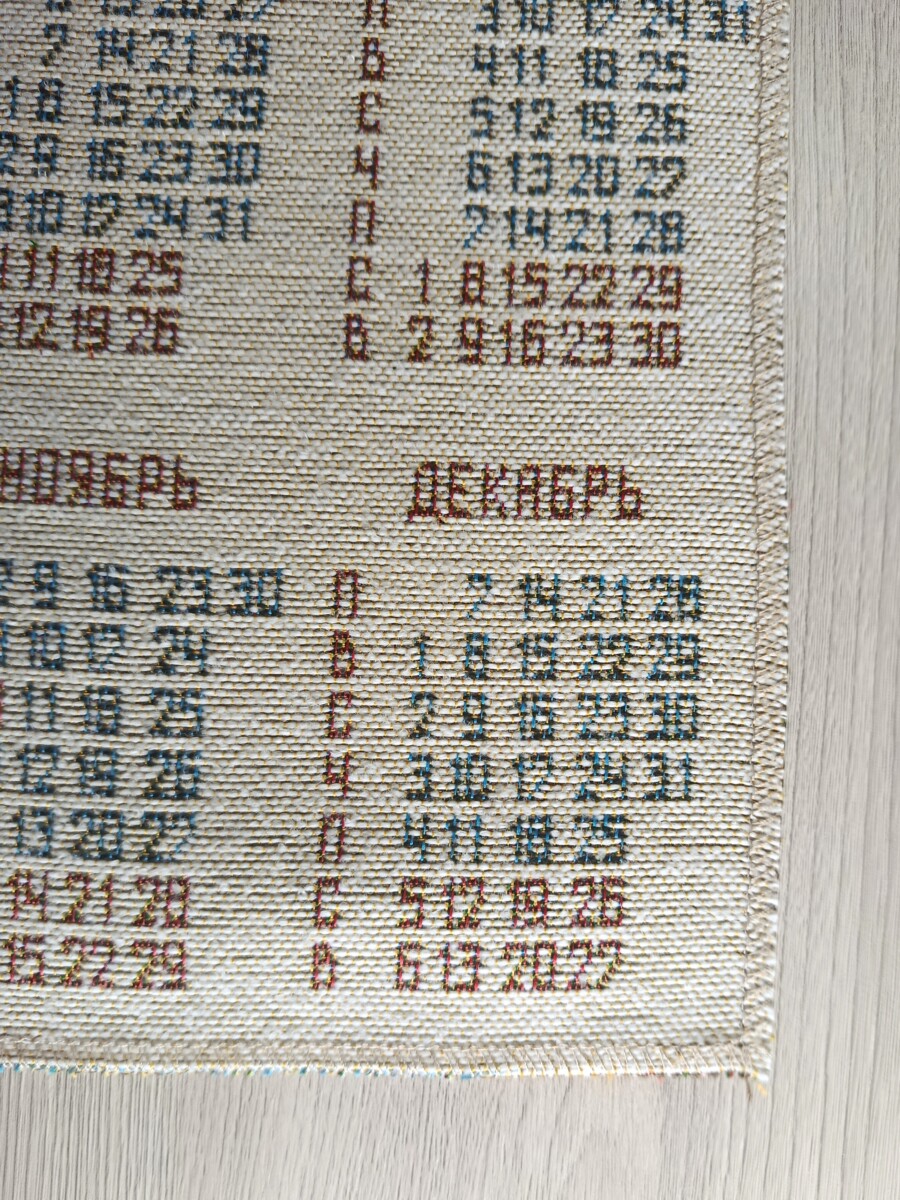 П 3 10 17 24 31
7 14 21 28 В 4 11 18 25
1 8 15 22 29 С 5 12 19 26
2 9 16 23 30 Ч 6 13 20 27
10 17 24 31 П 7 14 21 28
11 18 25 С 1 8 15 22 29
12 19 26 В 2 9 16 23 30
НОЯБРЬ ДЕКАБРЬ
9 16 23 30 П 7 14 21 28
10 17 24 В 1 8 15 22 29
11 18 25 С 2 9 16 23 30
12 19 26 Ч 3 10 17 24 31
13 20 27 П 4 11 18 25
14 21 28 С 5 12 19 26
15 22 29 В 6 13 20 27